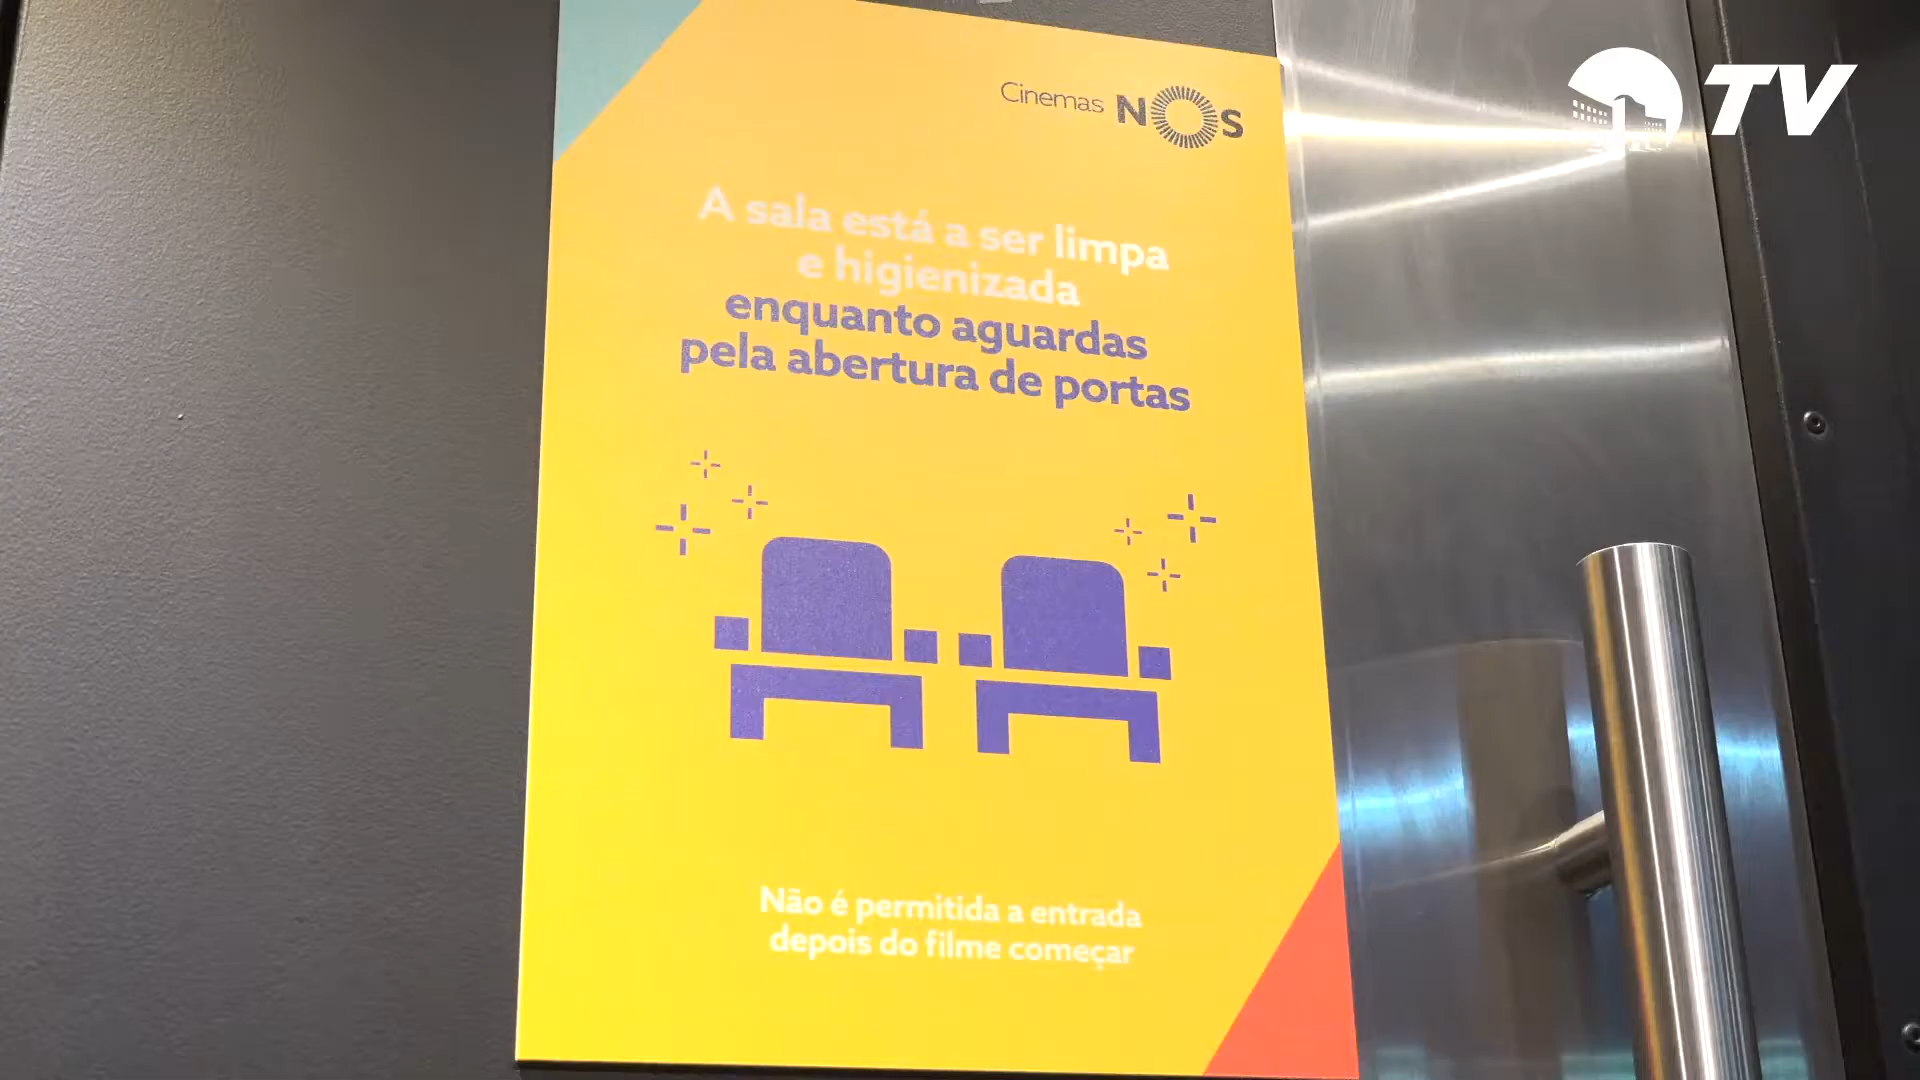 TV
Cinemas NOS
A sala está a ser limpa
e higienizada
enquanto aguardas
pela abertura de portas
Não é permitida a entrada
depois do filme começar